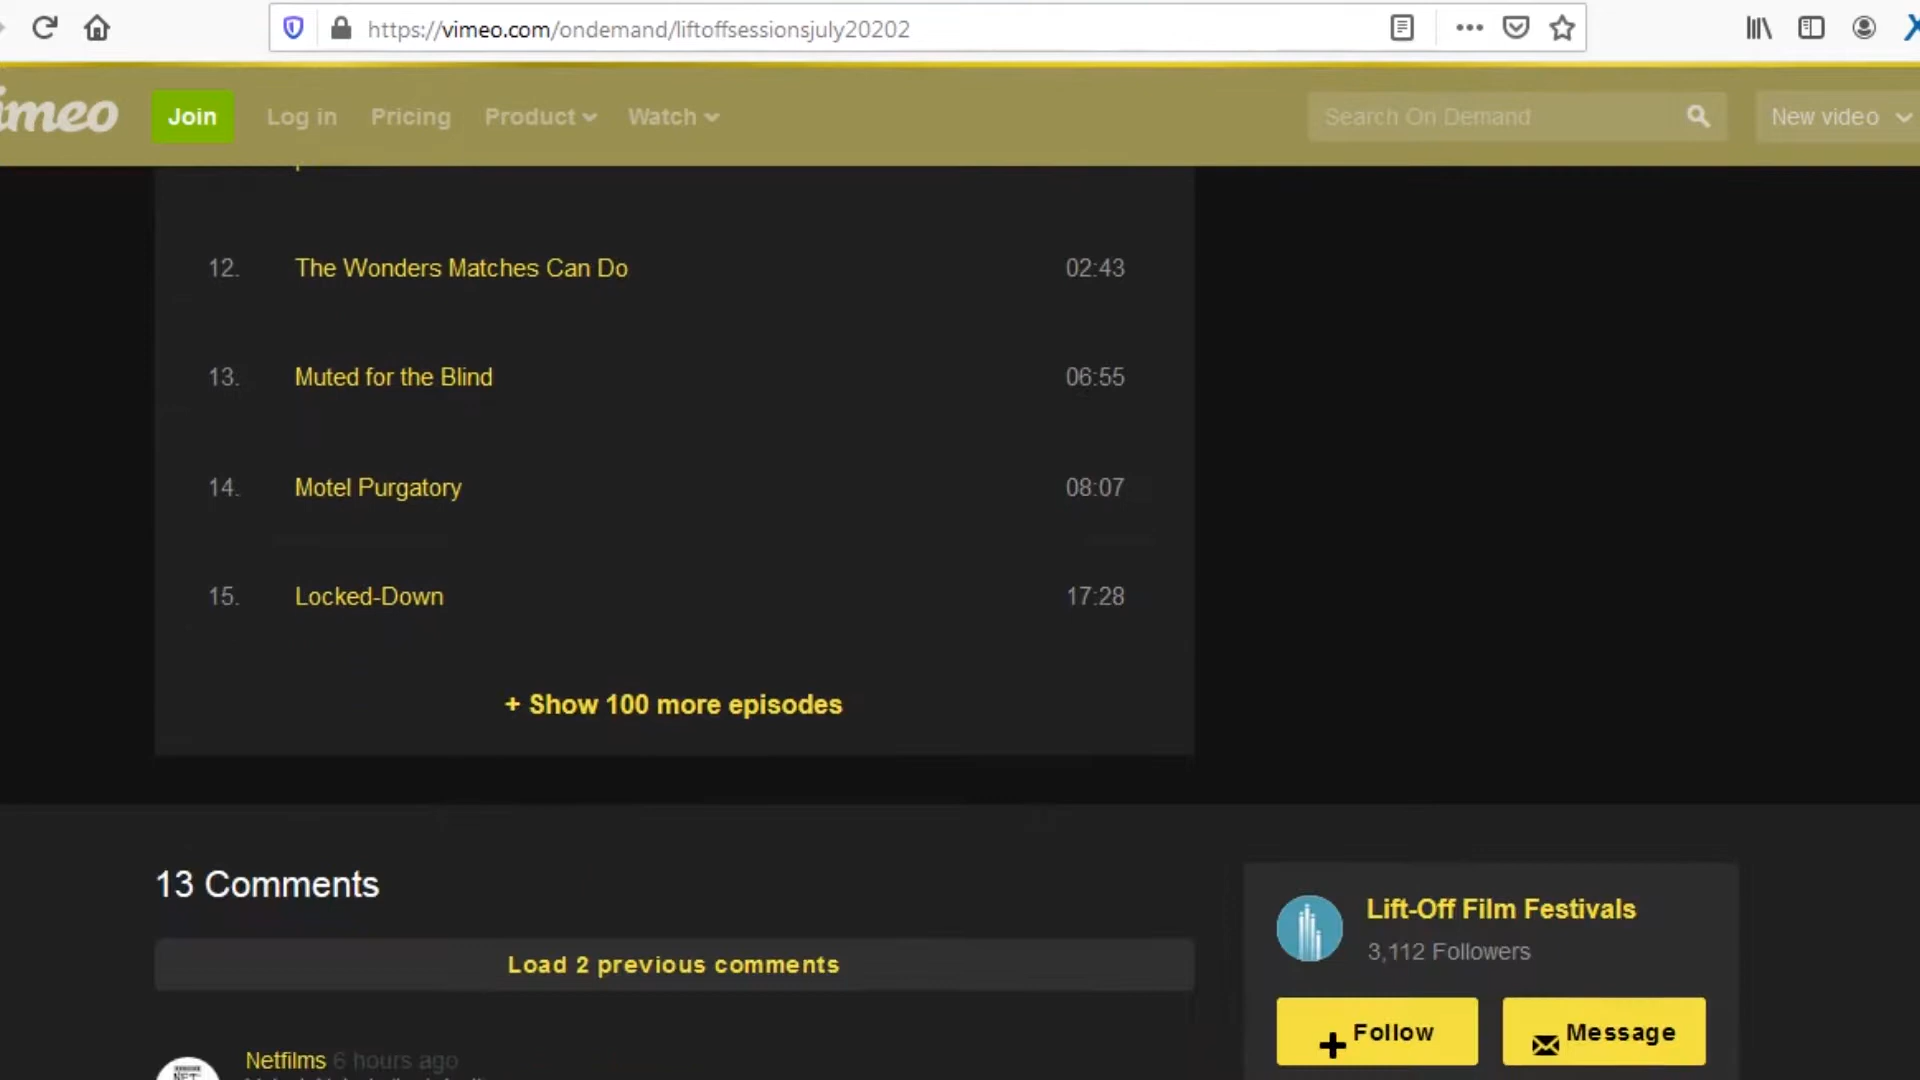 https://vimeo.com/ondemand/liftoffsessionsjuly20202
imeo
Join
Log in
Pricing
Product
Watch
Search On Demand
New video
12. The Wonders Matches Can Do 02:43
13. Muted for the Blind 06:55
14. Motel Purgatory 08:07
15. Locked-Down 17:28
+ Show 100 more episodes
13 Comments
Load 2 previous comments
Netfilms 6 hours ago
Lift-Off Film Festivals
3,112 Followers
Follow
Message